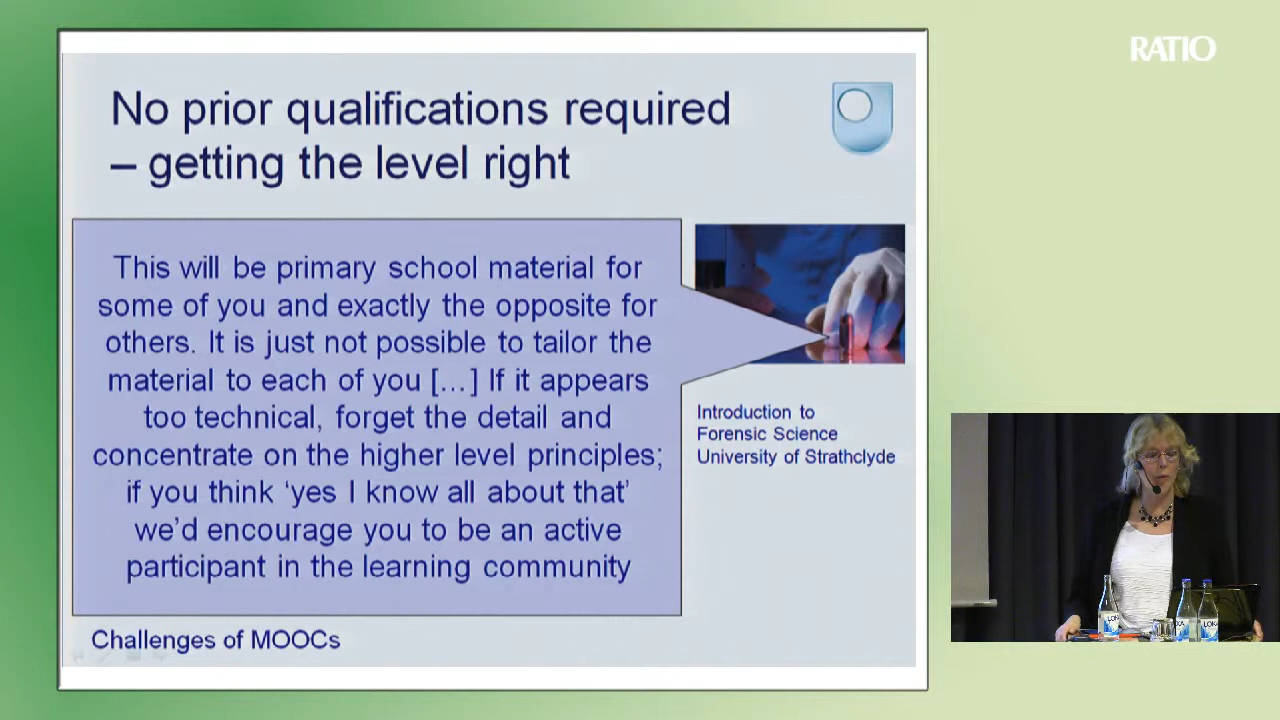 RATIO
No prior qualifications required
– getting the level right
This will be primary school material for
some of you and exactly the opposite for
others. It is just not possible to tailor the
material to each of you […] If it appears
too technical, forget the detail and
concentrate on the higher level principles;
if you think ‘yes I know all about that’
we’d encourage you to be an active
participant in the learning community
Introduction to
Forensic Science
University of Strathclyde
Challenges of MOOCs